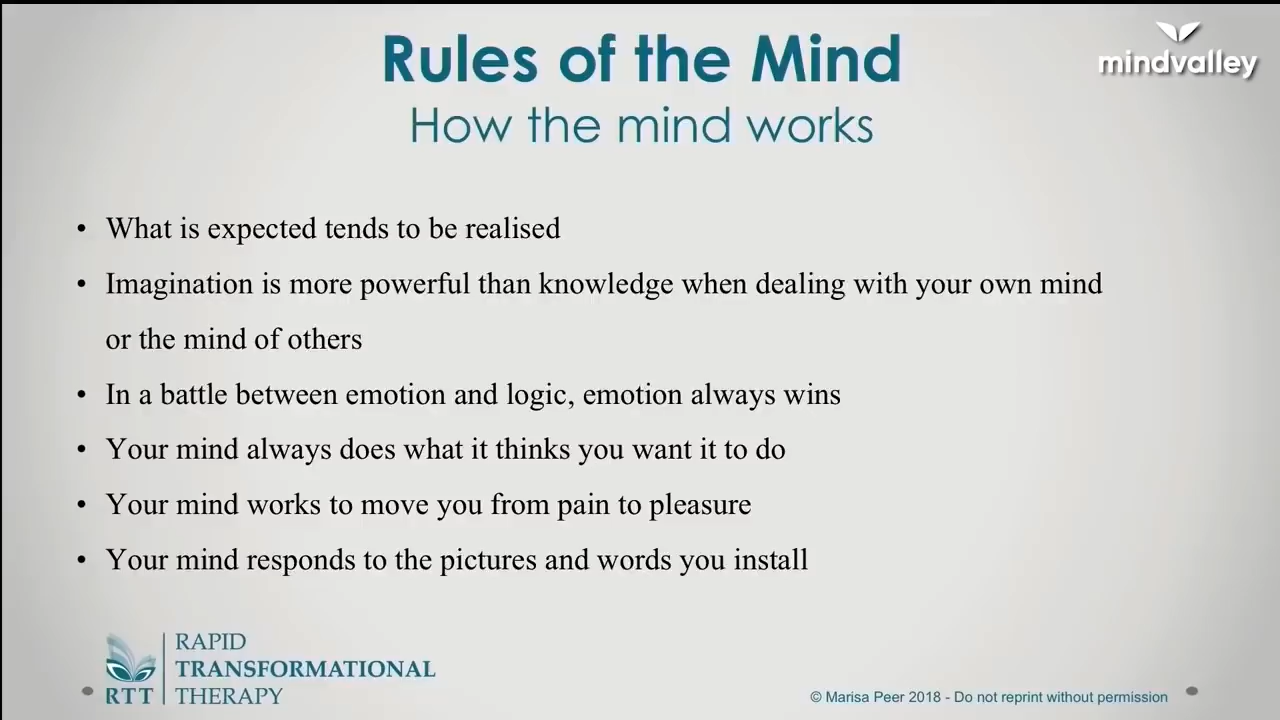 Rules of the Mind
mindvalley
How the mind works
• What is expected tends to be realised
• Imagination is more powerful than knowledge when dealing with your own mind
or the mind of others
• In a battle between emotion and logic, emotion always wins
• Your mind always does what it thinks you want it to do
• Your mind works to move you from pain to pleasure
• Your mind responds to the pictures and words you install
RAPID
TRANSFORMATIONAL
RTT THERAPY
© Marisa Peer 2018 - Do not reprint without permission